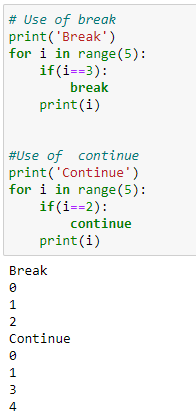 # Use of break
print('Break')
for i in range(5):
    if(i==3):
        break
    print(i)
#Use of  continue
print('Continue')
for i in range(5):
    if(i==2):
        continue
    print(i)
Break
0
1
2
Continue
0
1
3
4